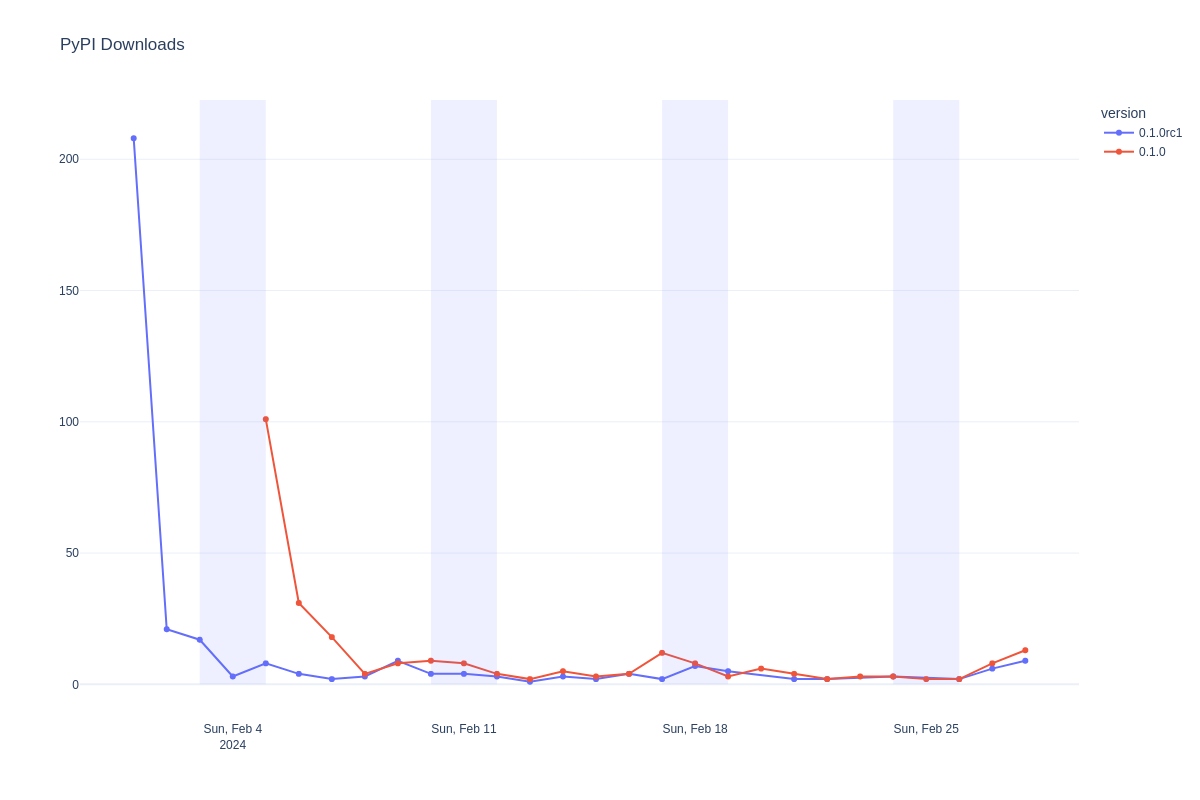 PyPI Downloads
version
0.1.0rc1
0.1.0
200
150
100
50
0
Sun, Feb 4
2024
Sun, Feb 11
Sun, Feb 18
Sun, Feb 25